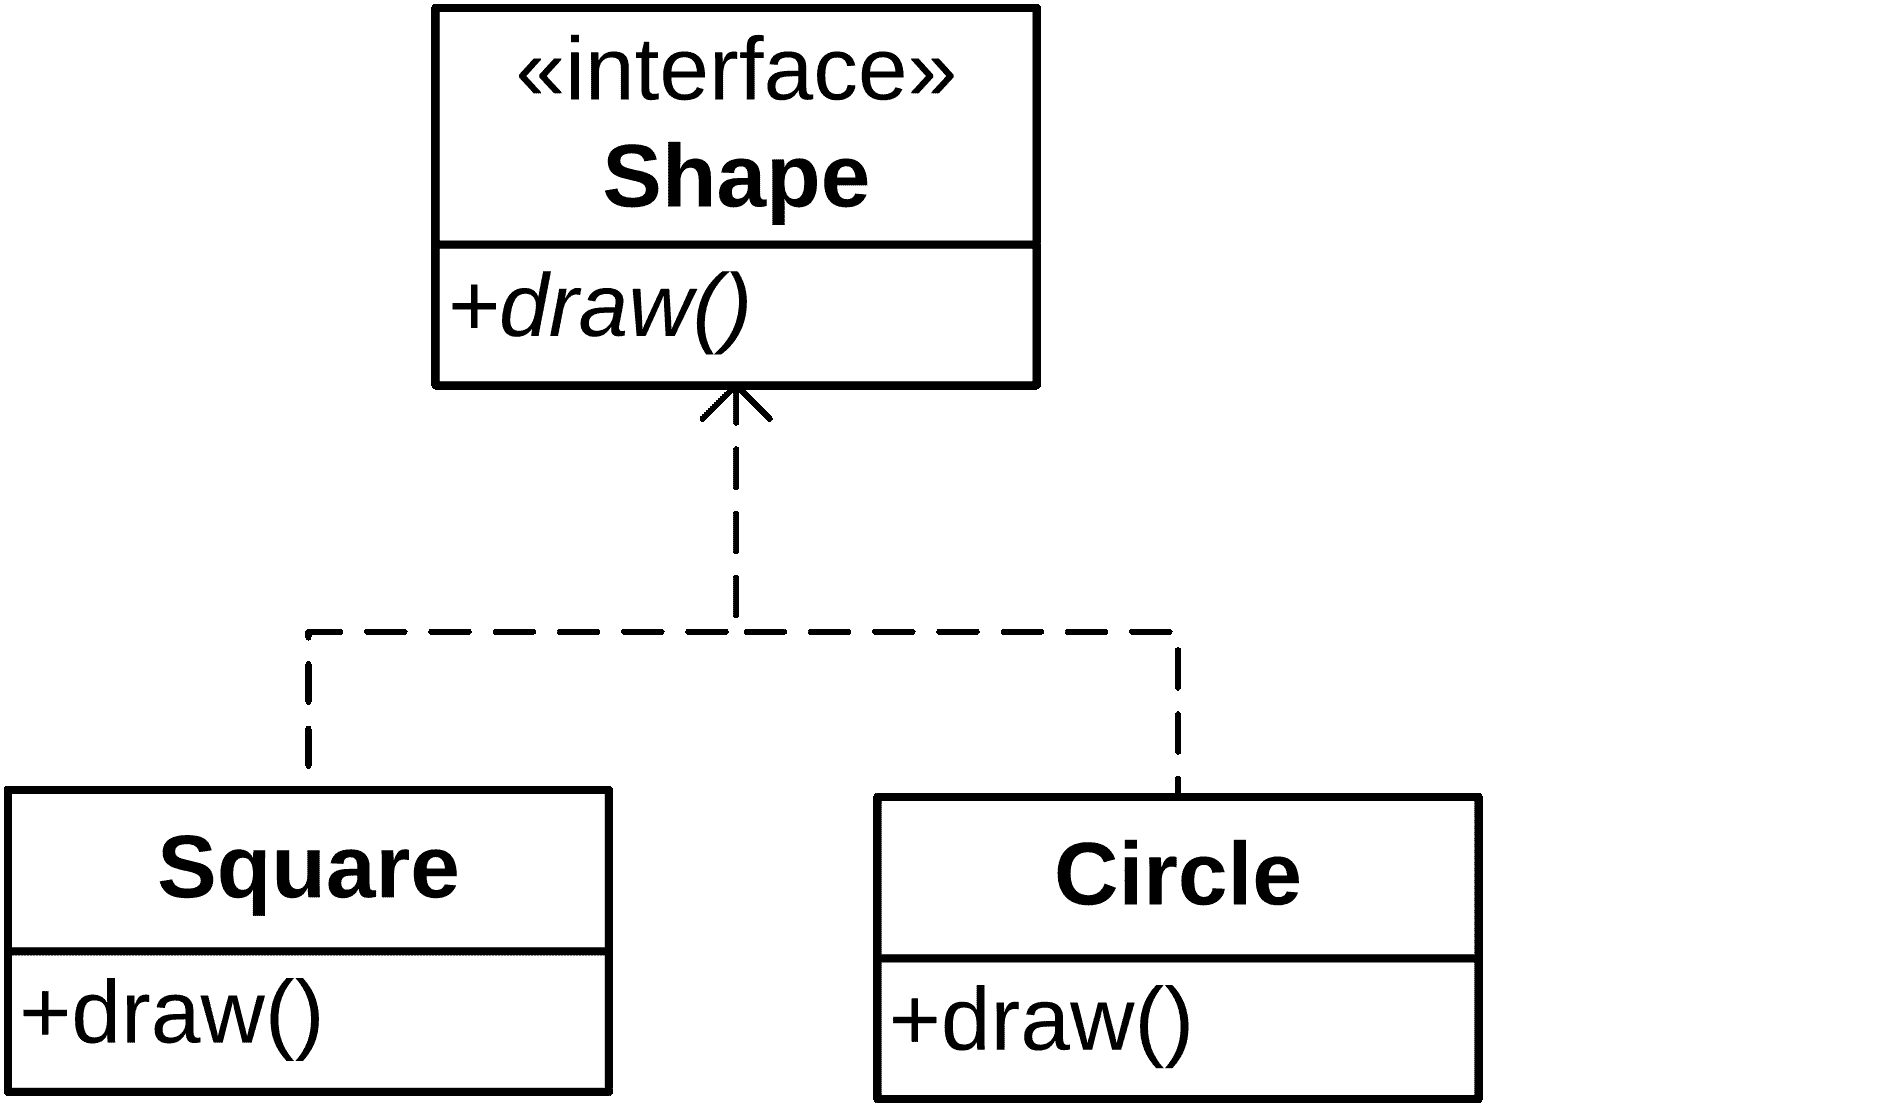 «interface»
Shape
+draw()
Square
+draw()
Circle
+draw()